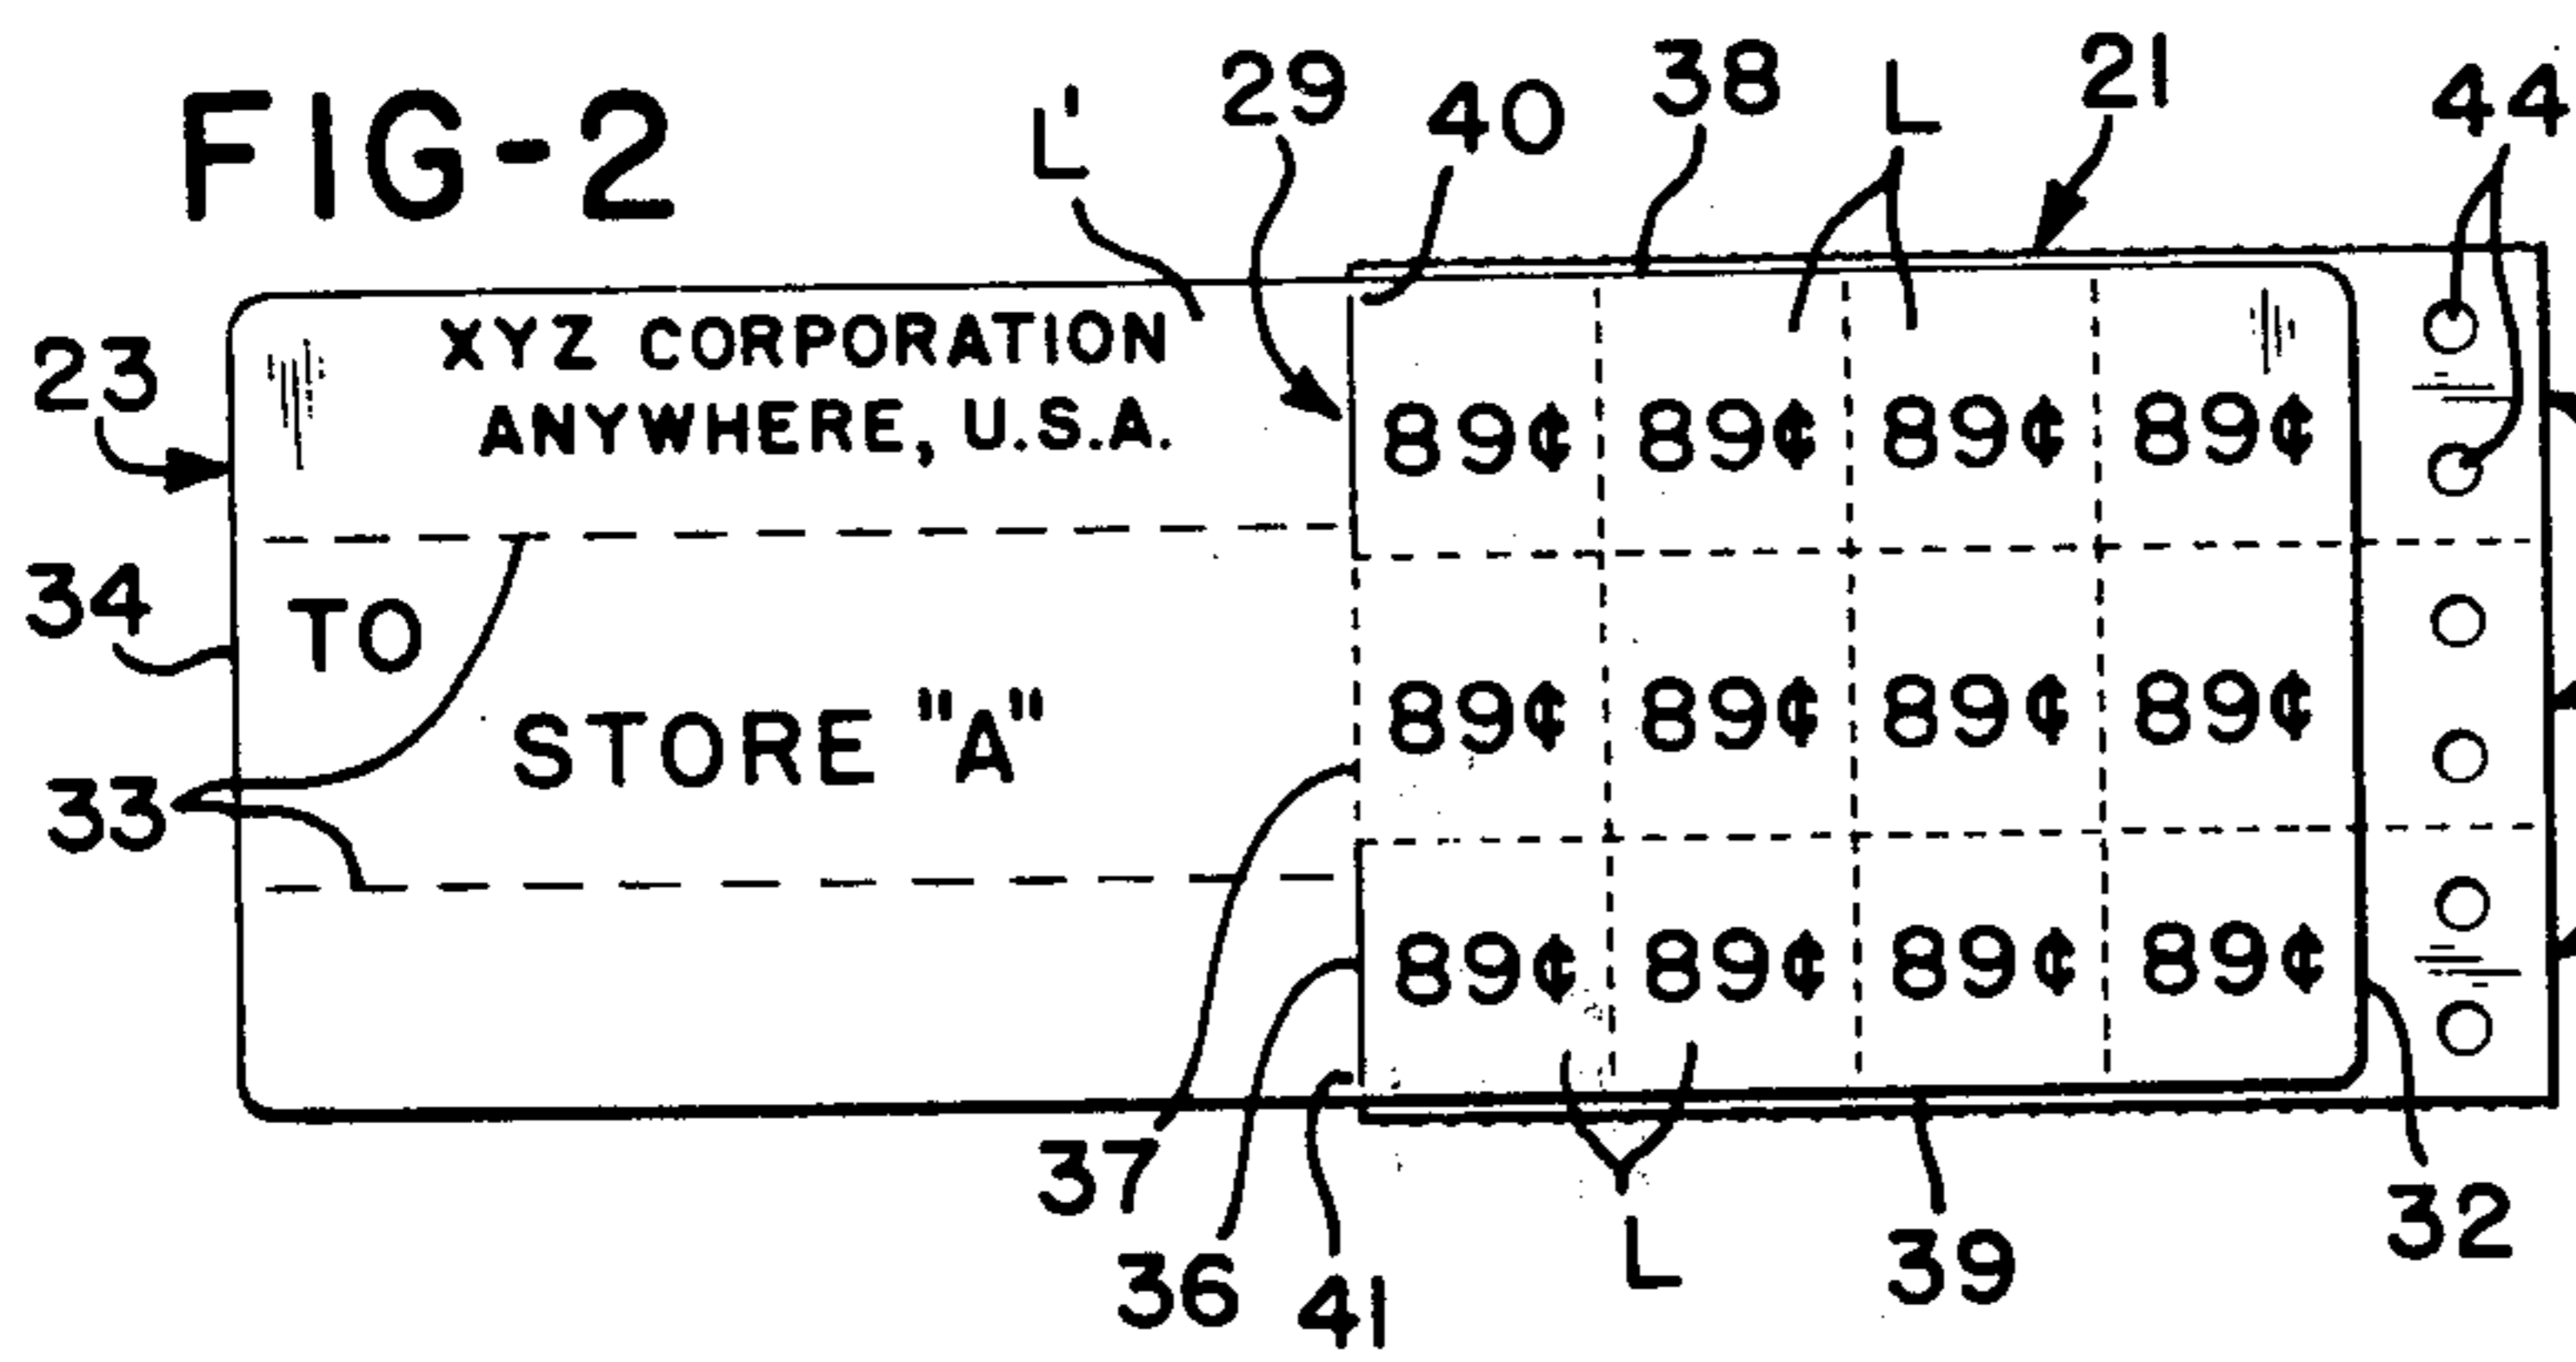 FIG-2
L' 29 40 38 L 21 44
23 XYZ CORPORATION
ANYWHERE, U.S.A.
89¢ 89¢ 89¢ 89¢
34 TO
STORE "A"
89¢ 89¢ 89¢ 89¢
33
89¢ 89¢ 89¢ 89¢
37 36 41 L 39 32